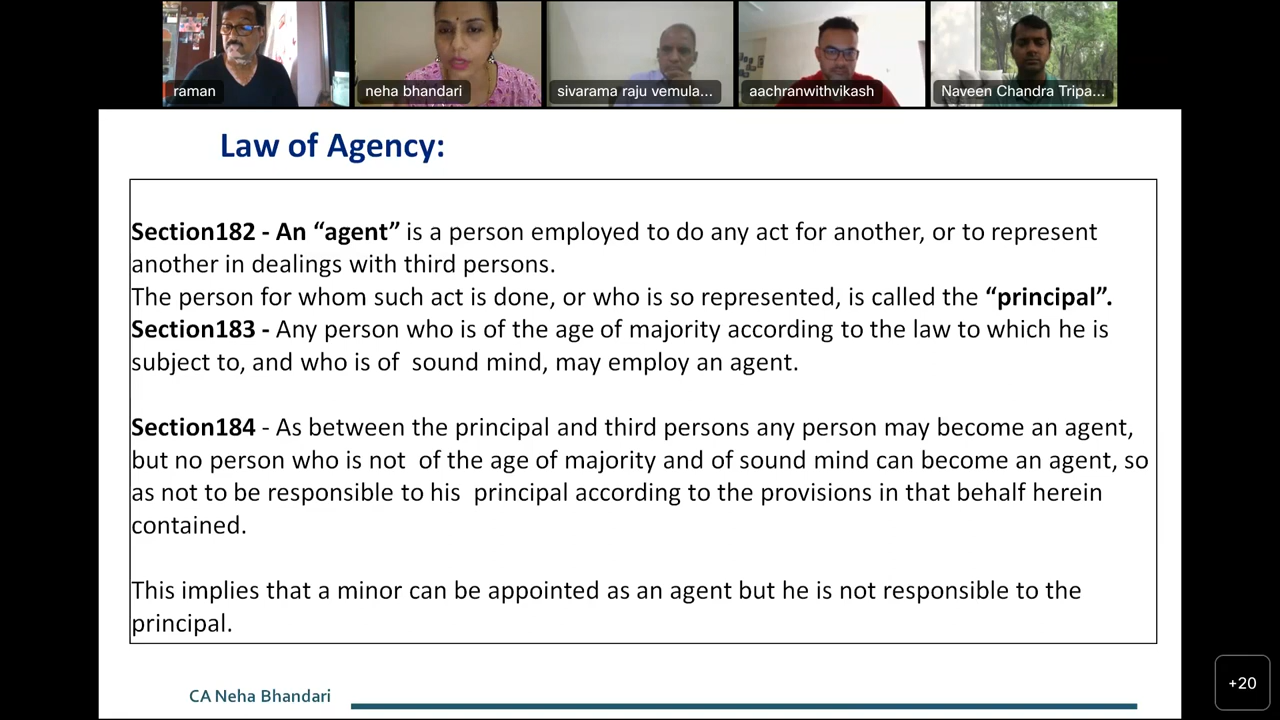 raman
neha bhandari
sivarama raju vemula...
aachranwithvikash
Naveen Chandra Tripa...
Law of Agency:
Section182 - An “agent” is a person employed to do any act for another, or to represent
another in dealings with third persons.
The person for whom such act is done, or who is so represented, is called the “principal”.
Section183 - Any person who is of the age of majority according to the law to which he is
subject to, and who is of  sound mind, may employ an agent.
Section184 - As between the principal and third persons any person may become an agent,
but no person who is not  of the age of majority and of sound mind can become an agent, so
as not to be responsible to his  principal according to the provisions in that behalf herein
contained.
This implies that a minor can be appointed as an agent but he is not responsible to the
principal.
CA Neha Bhandari
+20